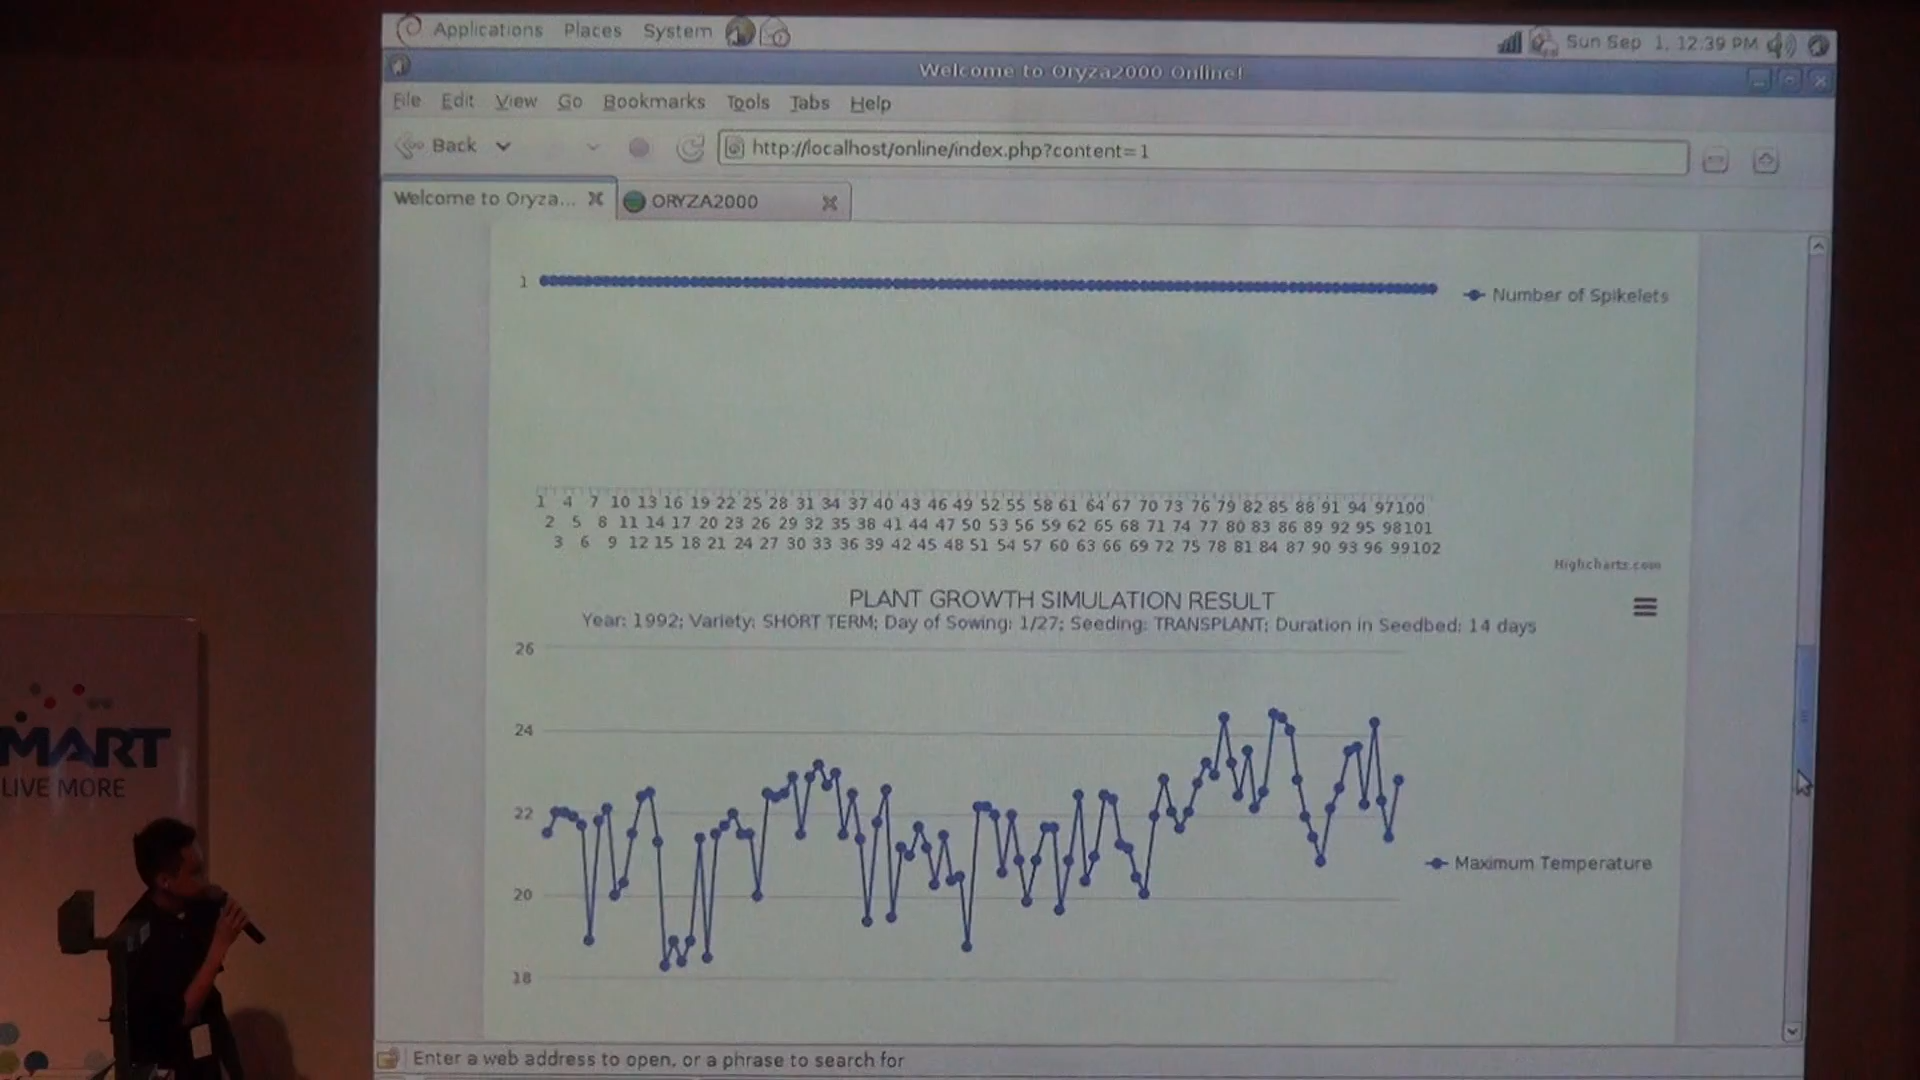 Applications Places System Sun Sep 1, 12:39 PM
Welcome to Oryza2000 Online!
File Edit View Go Bookmarks Tools Tabs Help
Back http://localhost/online/index.php?content=1
Welcome to Oryza... ORYZA2000
1 Number of Spikelets
1 4 7 10 13 16 19 22 25 28 31 34 37 40 43 46 49 52 55 58 61 64 67 70 73 76 79 82 85 88 91 94 97 100
2 5 8 11 14 17 20 23 26 29 32 35 38 41 44 47 50 53 56 59 62 65 68 71 74 77 80 83 86 89 92 95 98 101
3 6 9 12 15 18 21 24 27 30 33 36 39 42 45 48 51 54 57 60 63 66 69 72 75 78 81 84 87 90 93 96 99 102
Highcharts.com
PLANT GROWTH SIMULATION RESULT
Year: 1992; Variety: SHORT TERM; Day of Sowing: 1/27; Seeding: TRANSPLANT; Duration in Seedbed: 14 days
26
24
22
Maximum Temperature
20
18
Enter a web address to open, or a phrase to search for
MART
LIVE MORE